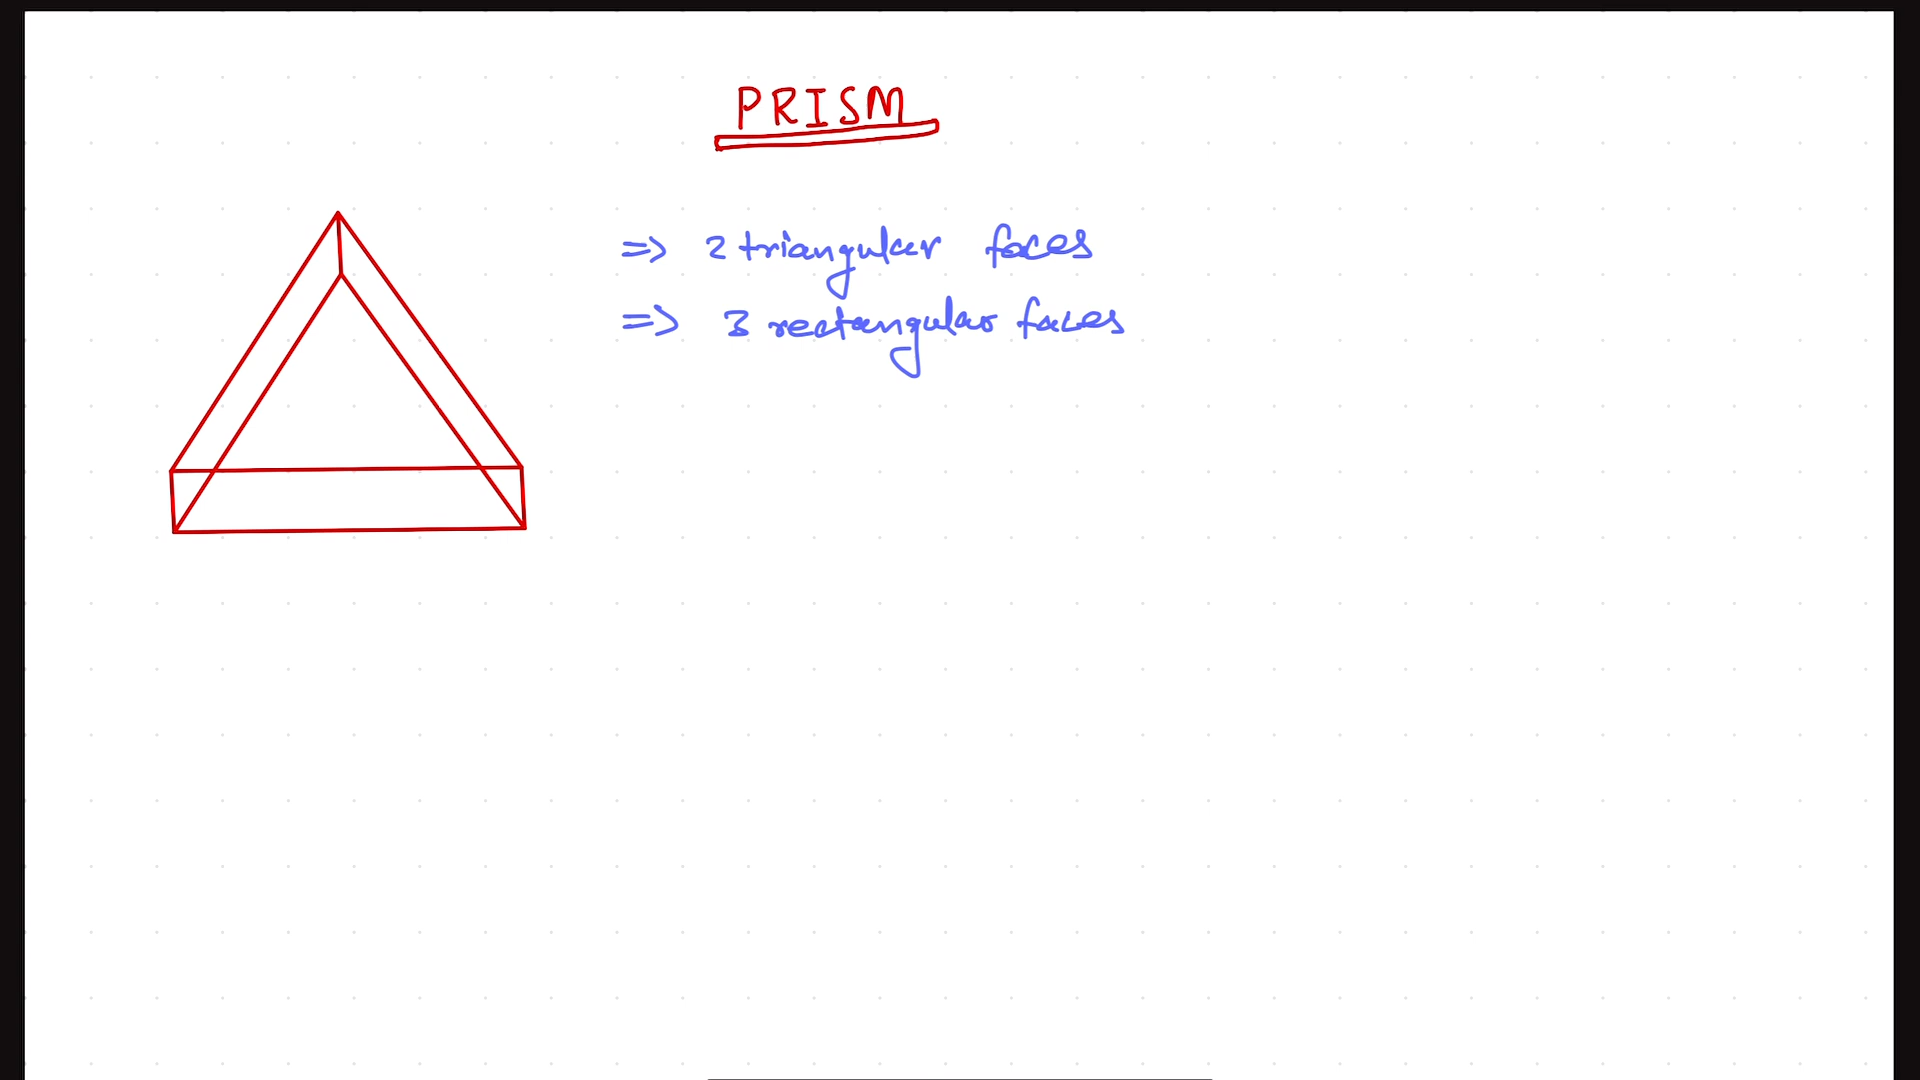 PRISM
=> 2 triangular faces
=> 3 rectangular faces